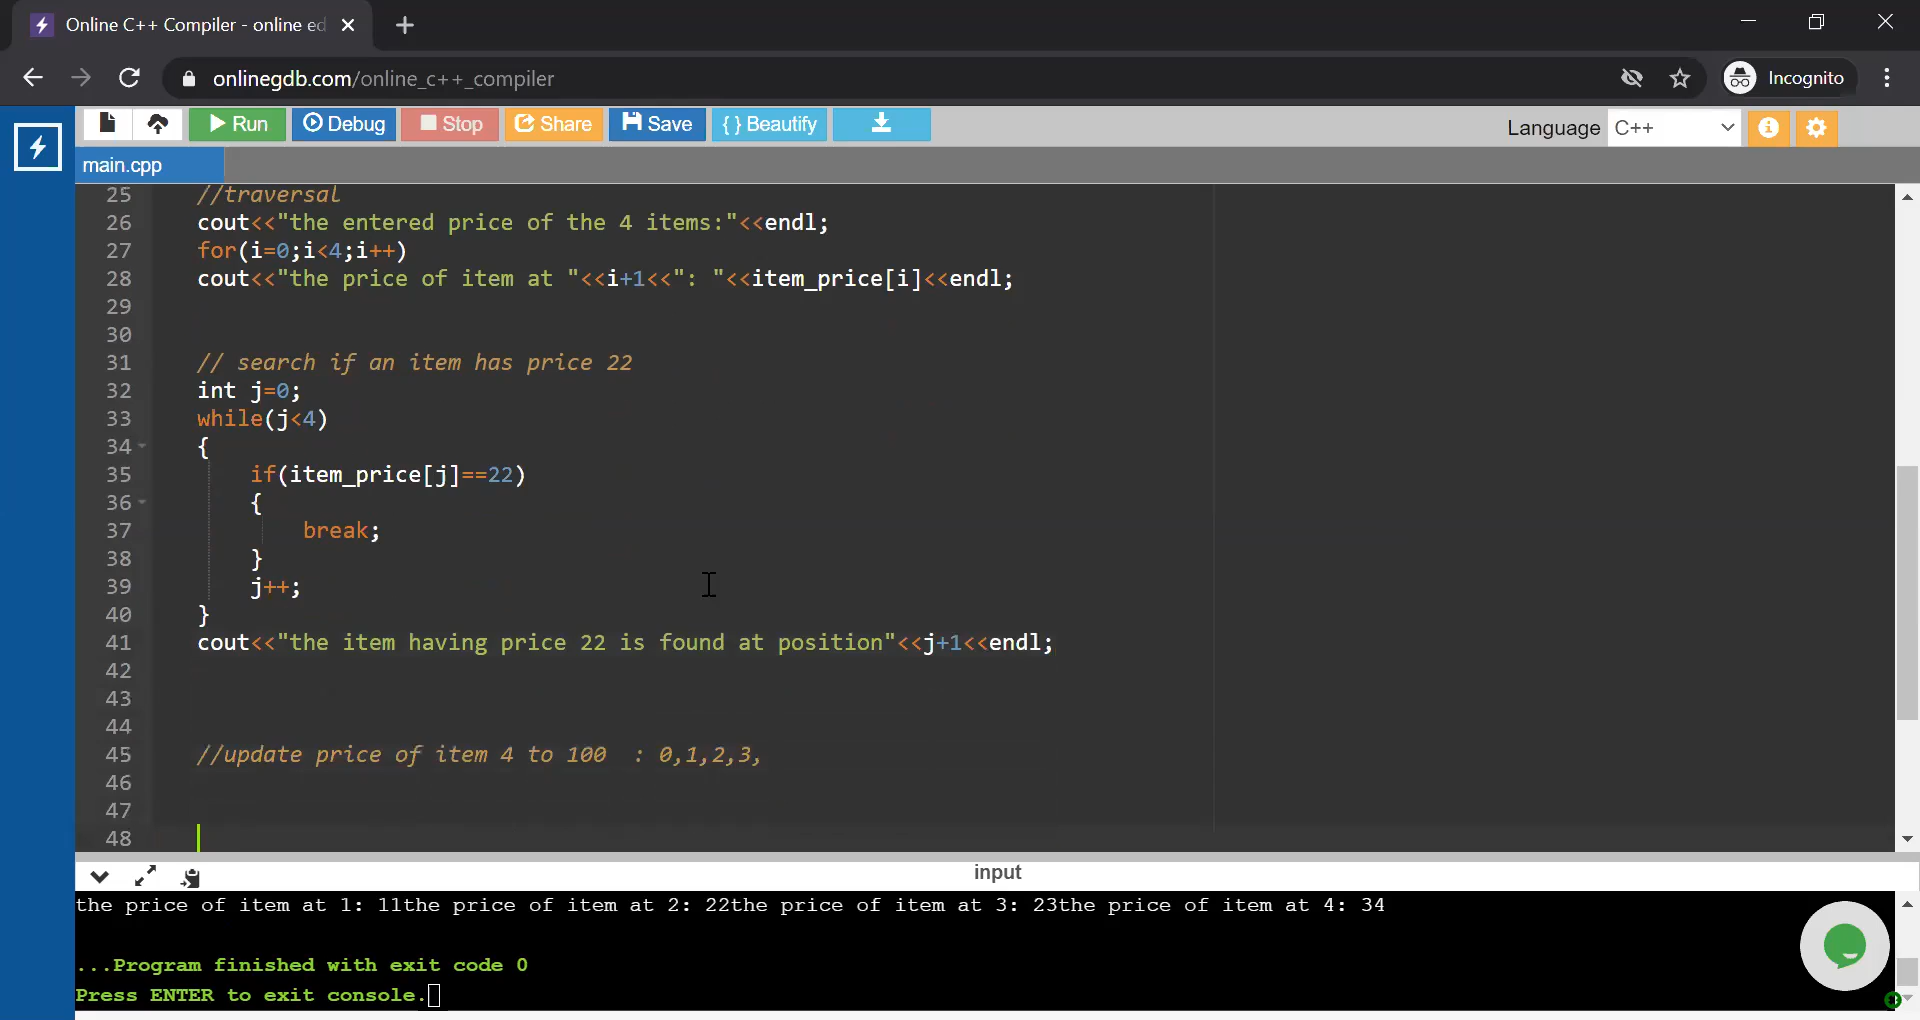 Online C++ Compiler - online ed
onlinegdb.com/online_c++_compiler
Incognito
Run Debug Stop Share Save { } Beautify Language C++
main.cpp
25 //traversal
26 cout<<"the entered price of the 4 items:"<<endl;
27 for(i=0;i<4;i++)
28 cout<<"the price of item at "<<i+1<<": "<<item_price[i]<<endl;
29
30
31 // search if an item has price 22
32 int j=0;
33 while(j<4)
34 {
35 if(item_price[j]==22)
36 {
37 break;
38 }
39 j++;
40 }
41 cout<<"the item having price 22 is found at position"<<j+1<<endl;
42
43
44
45 //update price of item 4 to 100  : 0,1,2,3,
46
47
48
input
the price of item at 1: 11the price of item at 2: 22the price of item at 3: 23the price of item at 4: 34
...Program finished with exit code 0
Press ENTER to exit console.